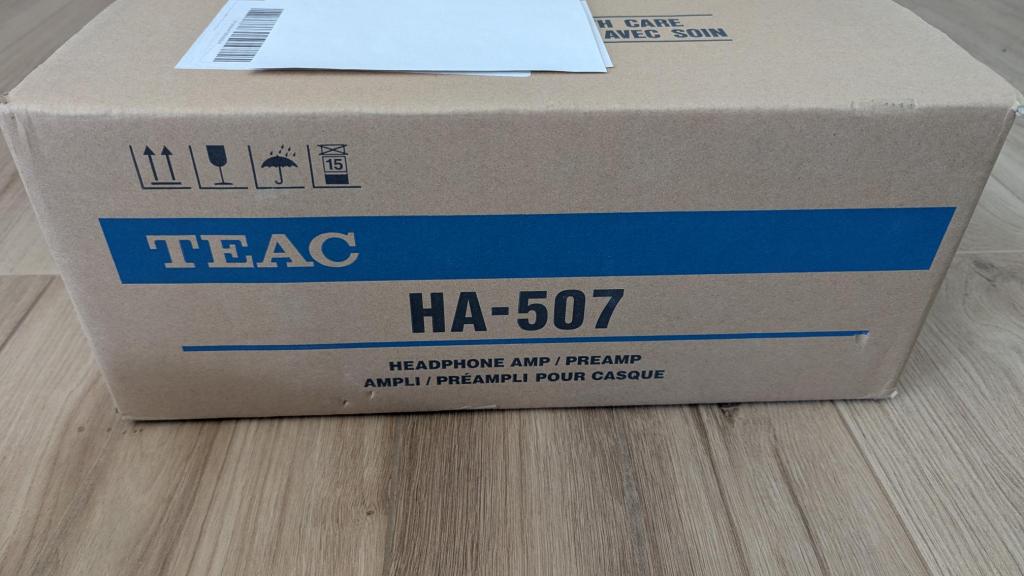 H CARE
AVEC SOIN
15
TEAC
HA-507
HEADPHONE AMP / PREAMP
AMPLI / PRÉAMPLI POUR CASQUE